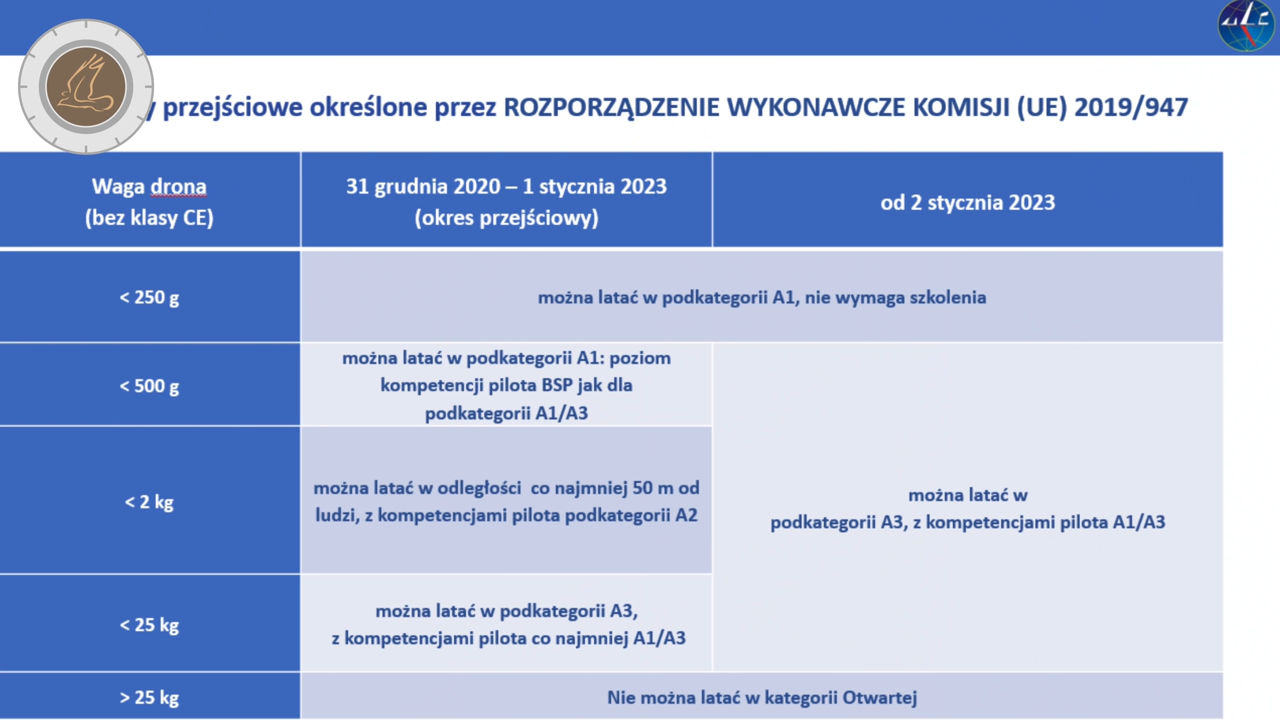 przejściowe określone przez ROZPORZĄDZENIE WYKONAWCZE KOMISJI (UE) 2019/947
Waga drona
(bez klasy CE)
31 grudnia 2020 – 1 stycznia 2023
(okres przejściowy)
od 2 stycznia 2023
< 250 g
można latać w podkategorii A1, nie wymaga szkolenia
< 500 g
można latać w podkategorii A1: poziom
kompetencji pilota BSP jak dla
podkategorii A1/A3
< 2 kg
można latać w odległości  co najmniej 50 m od
ludzi, z kompetencjami pilota podkategorii A2
można latać w
podkategorii A3, z kompetencjami pilota A1/A3
< 25 kg
można latać w podkategorii A3,
z kompetencjami pilota co najmniej A1/A3
> 25 kg
Nie można latać w kategorii Otwartej